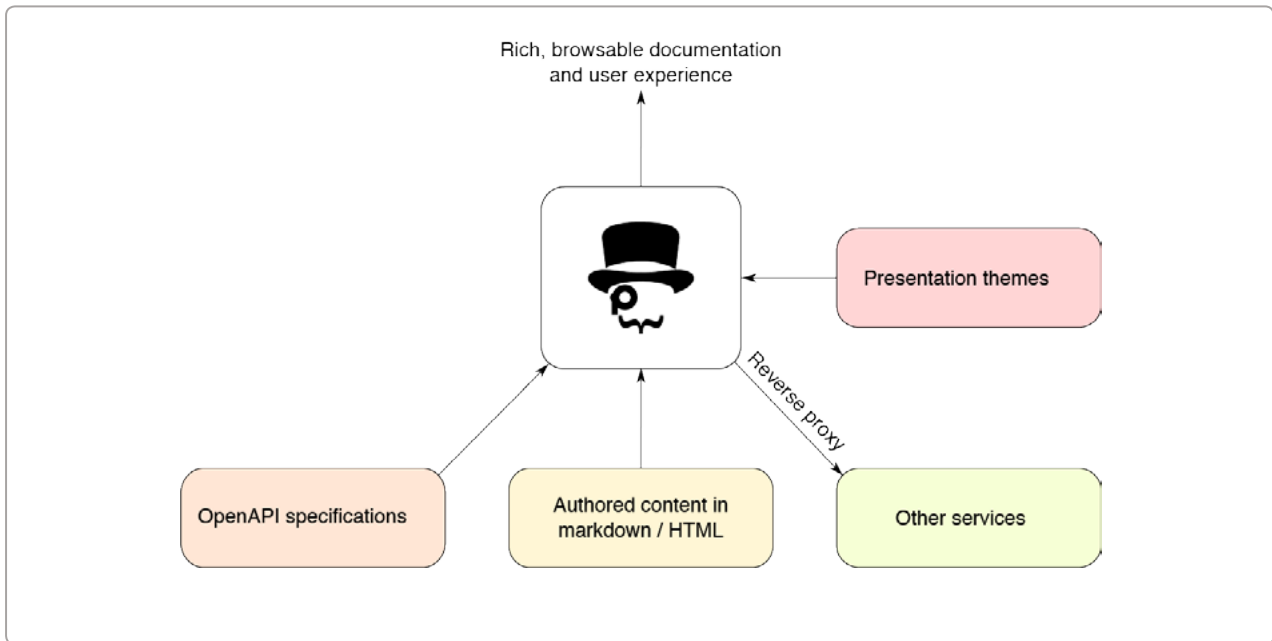 Rich, browsable documentation
and user experience
Presentation themes
Reverse proxy
OpenAPI specifications
Authored content in
markdown / HTML
Other services